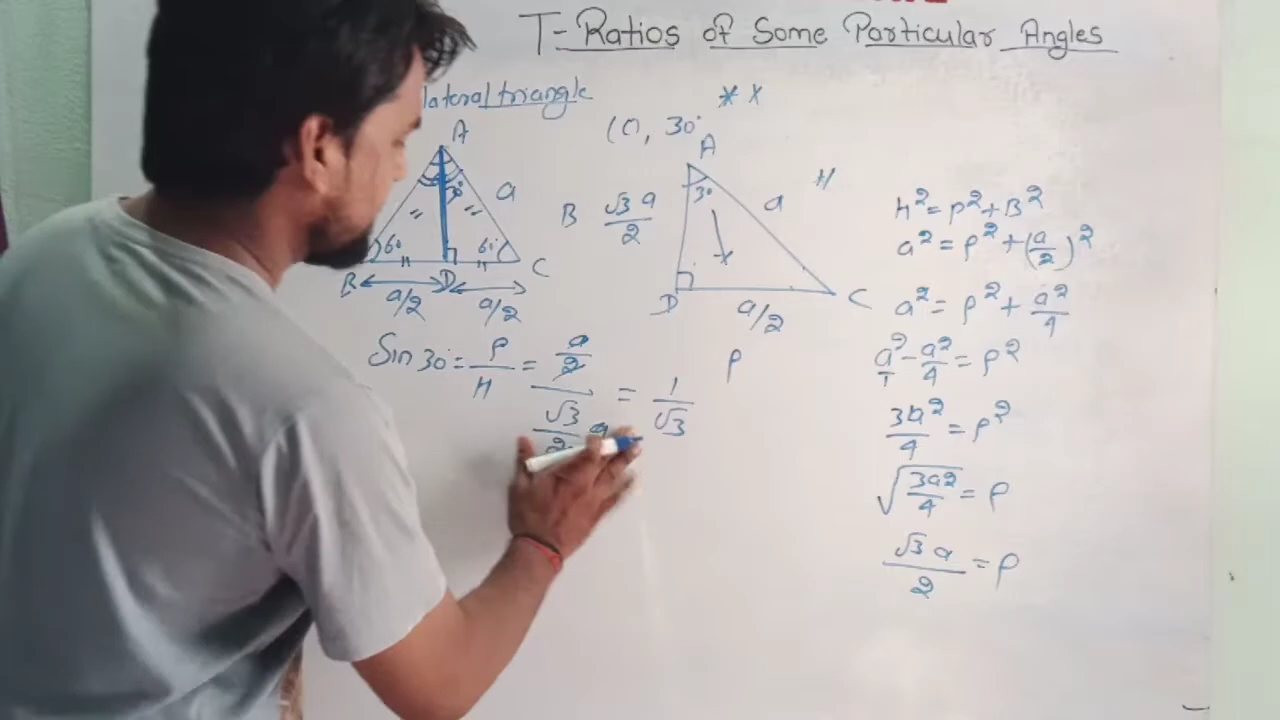 T-Ratios of Some Particular Angles
lateral triangle
(C), 30° * X
A
30°
a
60° 60°
B D C
a/2 a/2
A
30
B √3 a/2
a H
D C
a/2
P
Sin 30° = P/H = a/2 / √3/2 a = 1/√3
H² = P² + B²
a² = P² + (a/2)²
a² = P² + a²/4
a²/1 - a²/4 = P²
3a²/4 = P²
√3a²/4 = P
√3 a/2 = P